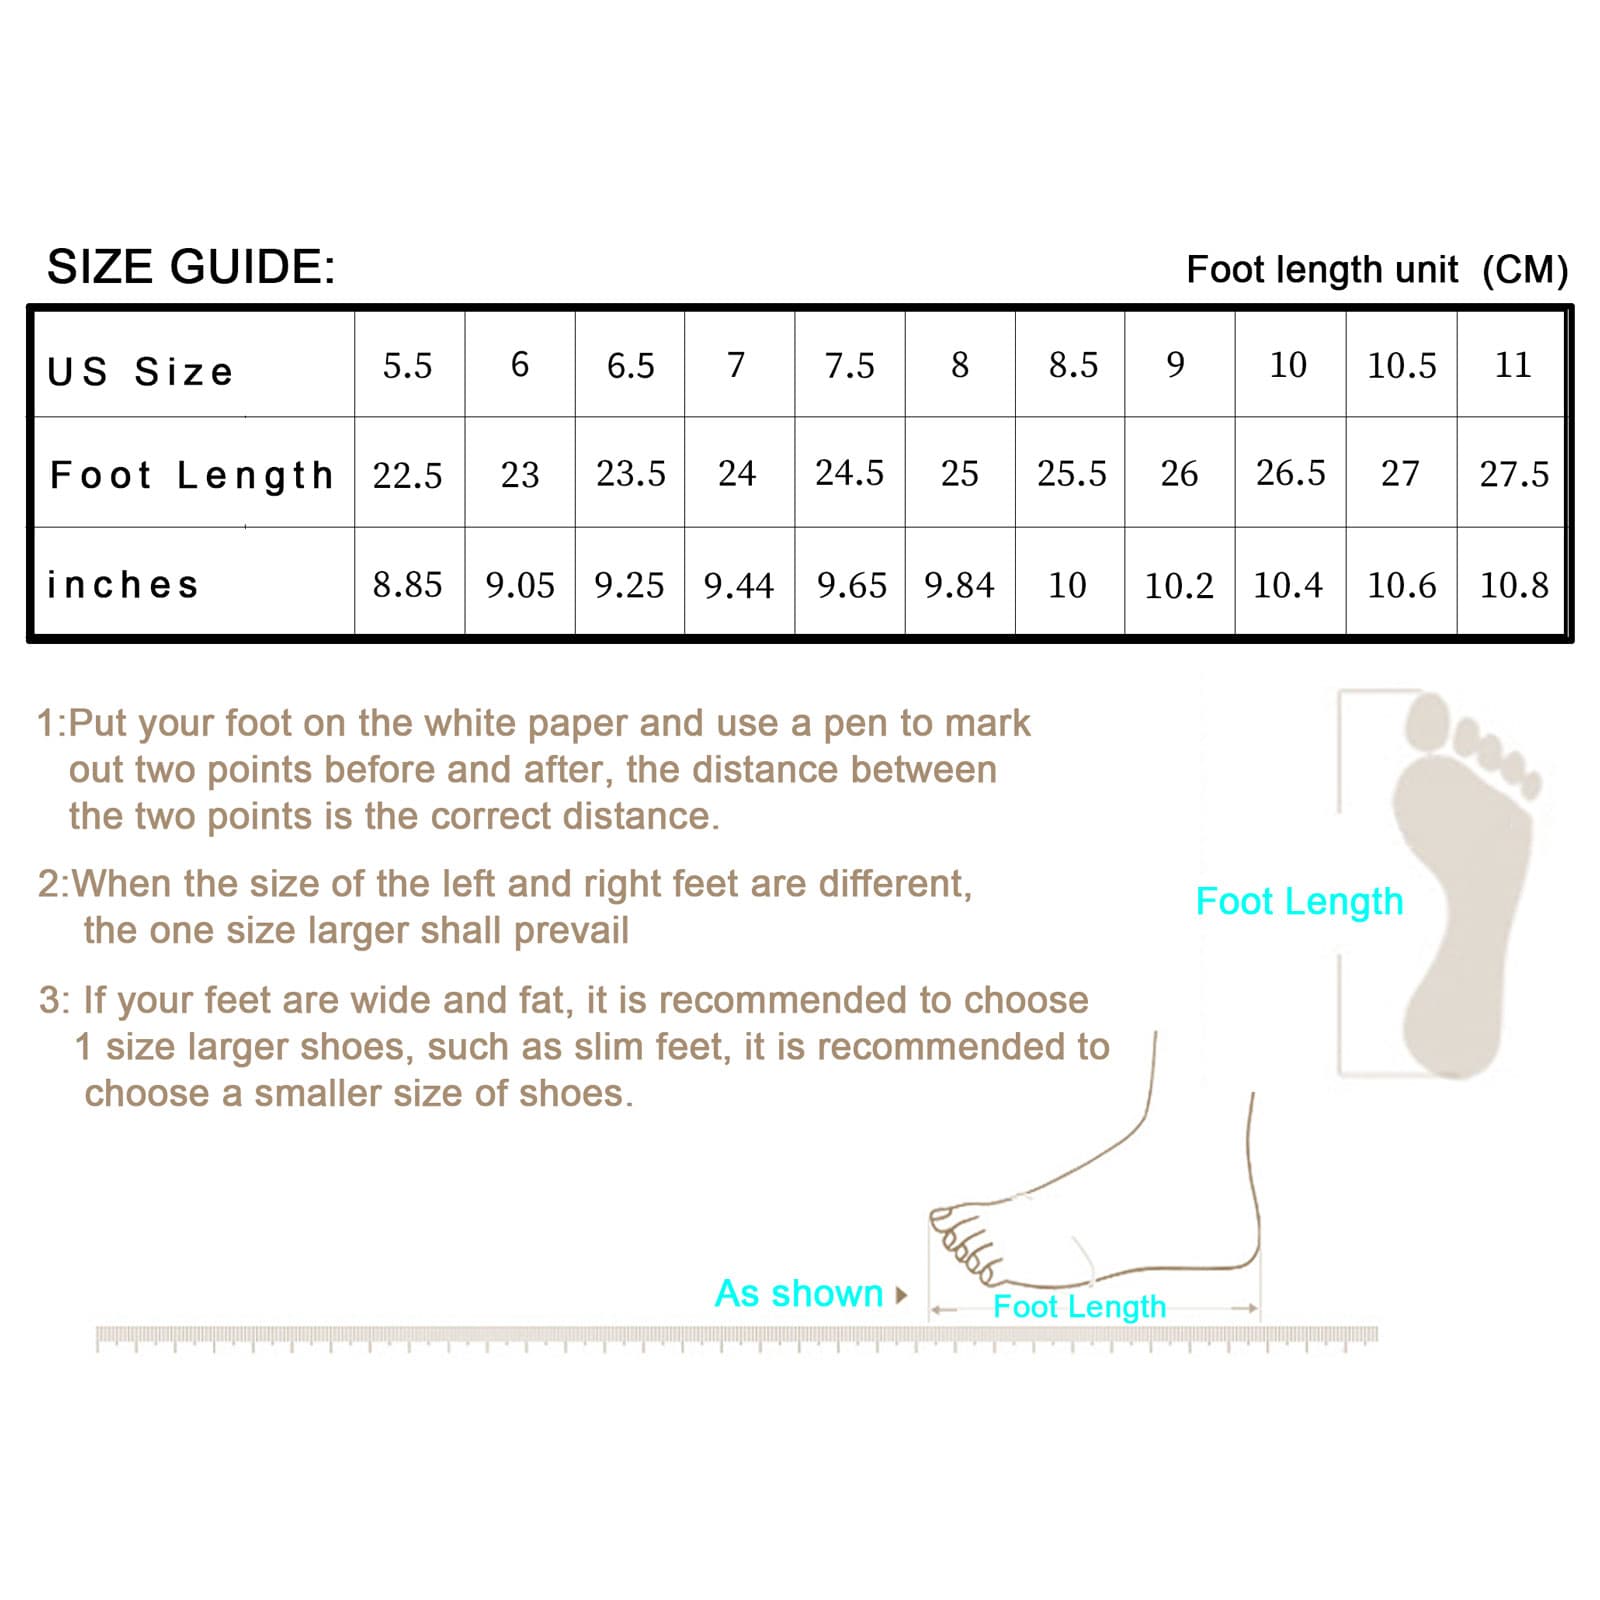 SIZE GUIDE: Foot length unit (CM)
US Size 5.5 6 6.5 7 7.5 8 8.5 9 10 10.5 11
Foot Length 22.5 23 23.5 24 24.5 25 25.5 26 26.5 27 27.5
inches 8.85 9.05 9.25 9.44 9.65 9.84 10 10.2 10.4 10.6 10.8
1:Put your foot on the white paper and use a pen to mark
out two points before and after, the distance between
the two points is the correct distance.
2:When the size of the left and right feet are different,
the one size larger shall prevail
3: If your feet are wide and fat, it is recommended to choose
1 size larger shoes, such as slim feet, it is recommended to
choose a smaller size of shoes.
Foot Length
As shown
Foot Length